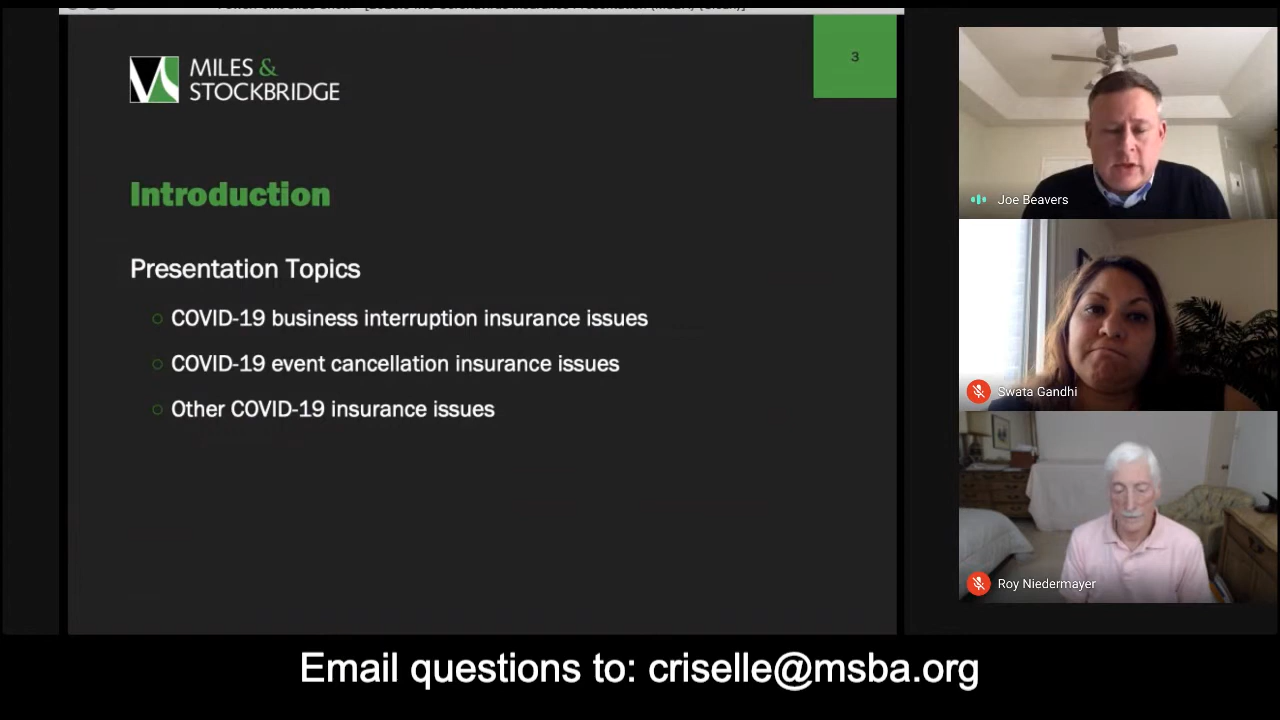 MILES &
STOCKBRIDGE
3
Introduction
Presentation Topics
COVID-19 business interruption insurance issues
COVID-19 event cancellation insurance issues
Other COVID-19 insurance issues
Joe Beavers
Swata Gandhi
Roy Niedermayer
Email questions to: criselle@msba.org